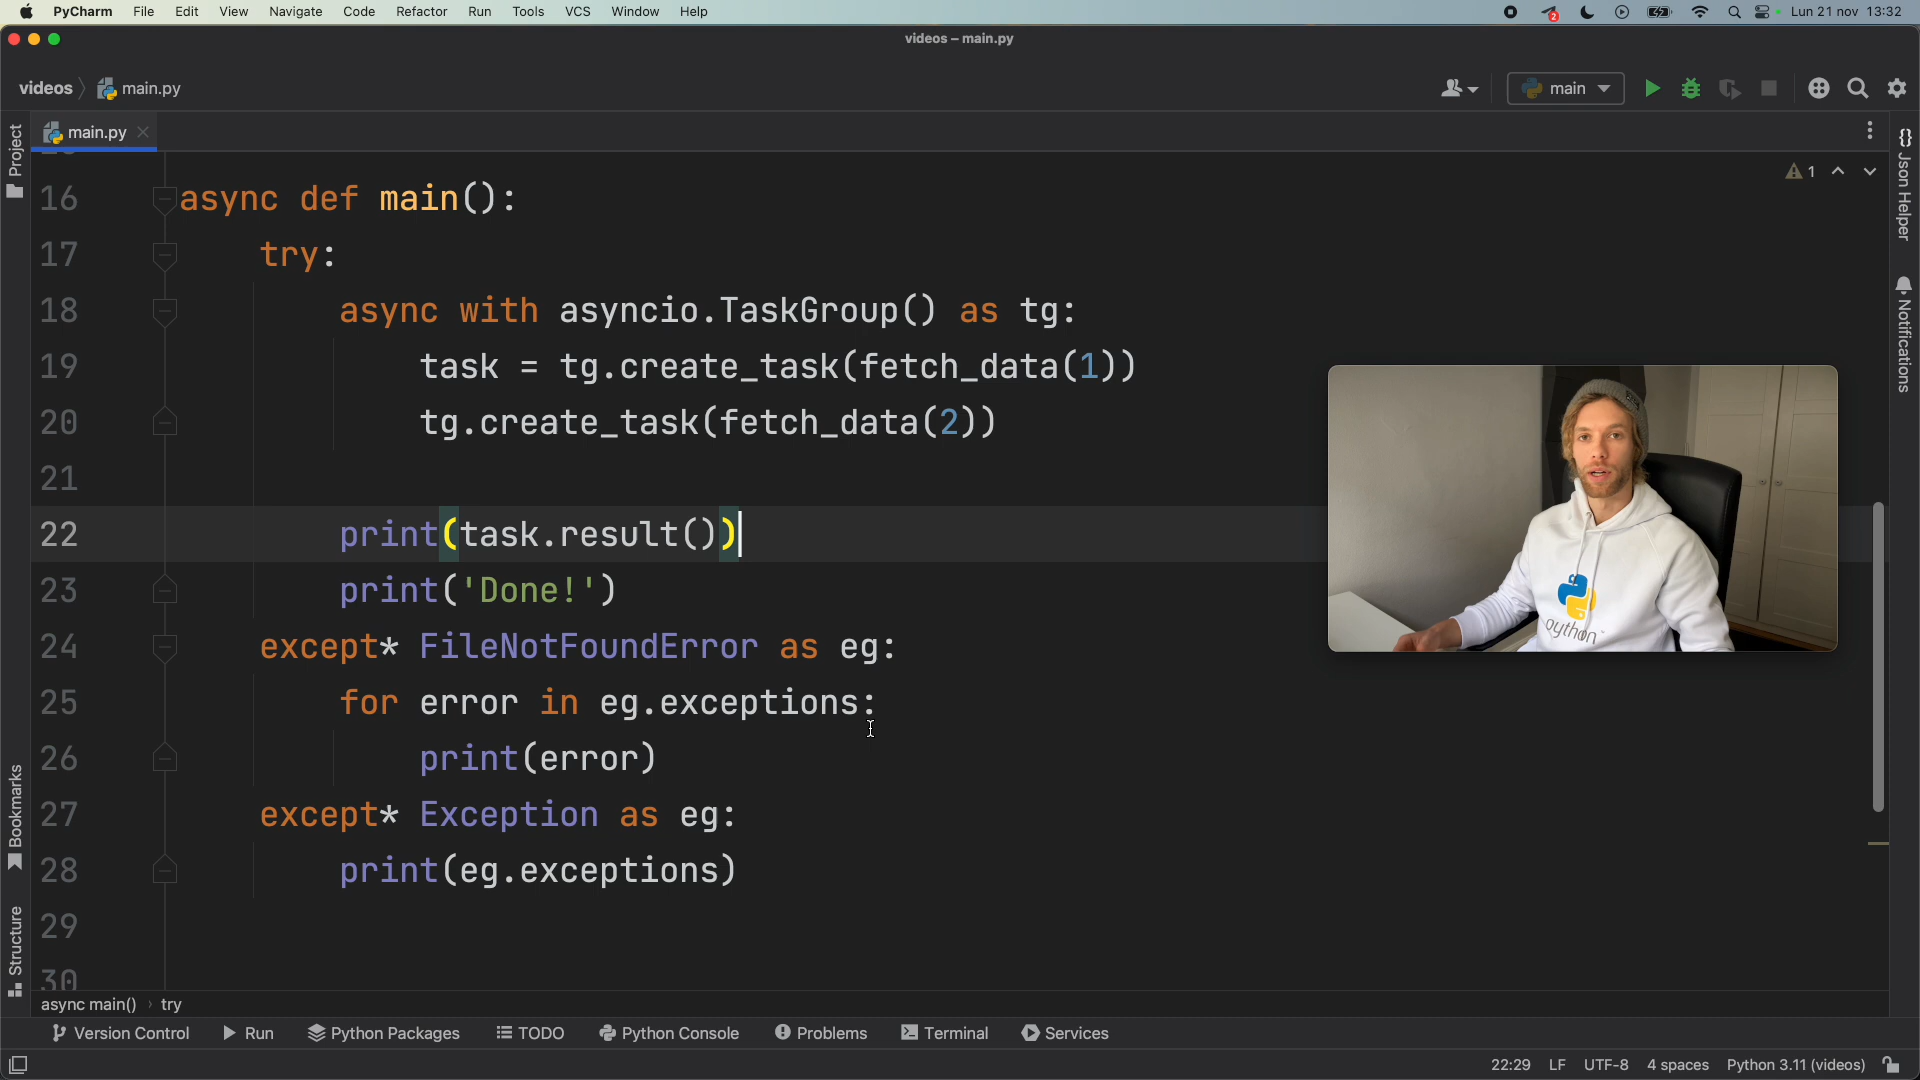 PyCharm File Edit View Navigate Code Refactor Run Tools VCS Window Help 2 Lun 21 nov 13:32
videos – main.py
videos main.py main
Project
main.py
1
16 async def main():
17 try:
18 async with asyncio.TaskGroup() as tg:
19 task = tg.create_task(fetch_data(1))
20 tg.create_task(fetch_data(2))
21
22 print(task.result())
23 print('Done!')
24 except* FileNotFoundError as eg:
25 for error in eg.exceptions:
26 print(error)
27 except* Exception as eg:
28 print(eg.exceptions)
29
30
{} Json Helper
Notifications
python
Bookmarks
Structure
async main() › try
Version Control Run Python Packages TODO Python Console Problems Terminal Services
22:29 LF UTF-8 4 spaces Python 3.11 (videos)